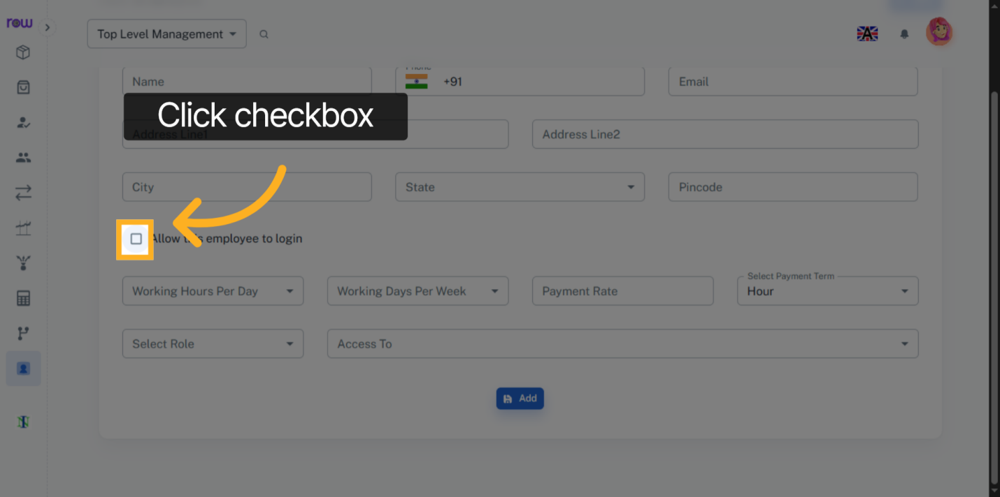 row
Top Level Management
A
Name
Phone
+91
Email
Click checkbox
Address Line1
Address Line2
City
State
Pincode
Allow this employee to login
Working Hours Per Day
Working Days Per Week
Payment Rate
Select Payment Term
Hour
Select Role
Access To
Add